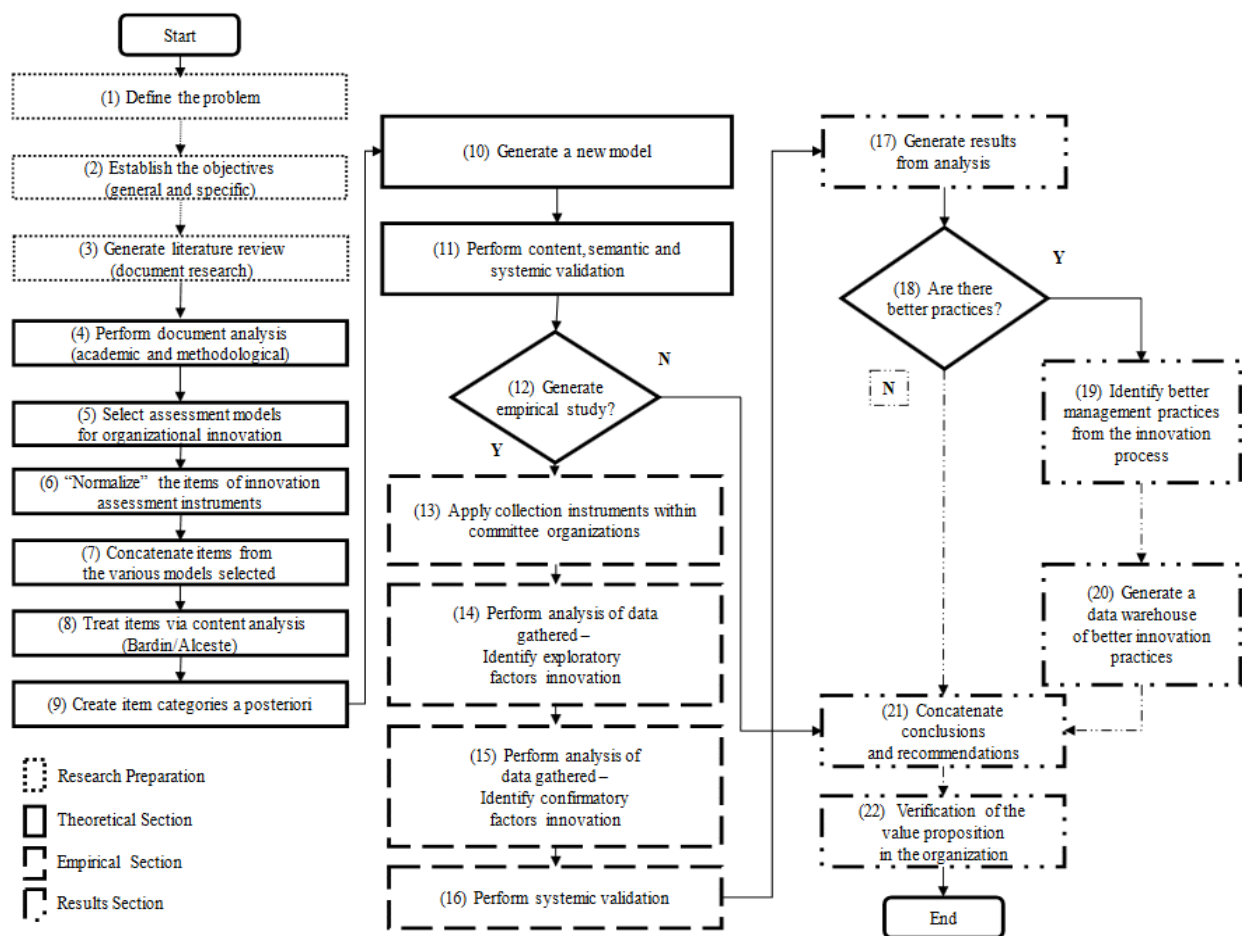 Start
(1) Define the problem
(2) Establish the objectives
(general and specific)
(3) Generate literature review
(document research)
(4) Perform document analysis
(academic and methodological)
(5) Select assessment models
for organizational innovation
(6) “Normalize” the items of innovation
assessment instruments
(7) Concatenate items from
the various models selected
(8) Treat items via content analysis
(Bardin/Alceste)
(9) Create item categories a posteriori
Research Preparation
Theoretical Section
Empirical Section
Results Section
(10) Generate a new model
(11) Perform content, semantic and
systemic validation
(12) Generate
empirical study?
N
Y
(13) Apply collection instruments within
committee organizations
(14) Perform analysis of data
gathered –
Identify exploratory
factors innovation
(15) Perform analysis of
data gathered –
Identify confirmatory
factors innovation
(16) Perform systemic validation
(17) Generate results
from analysis
(18) Are there
better practices?
Y
N
(19) Identify better
management practices
from the innovation
process
(20) Generate a
data warehouse
of better innovation
practices
(21) Concatenate
conclusions
and recommendations
(22) Verification of the
value proposition
in the organization
End